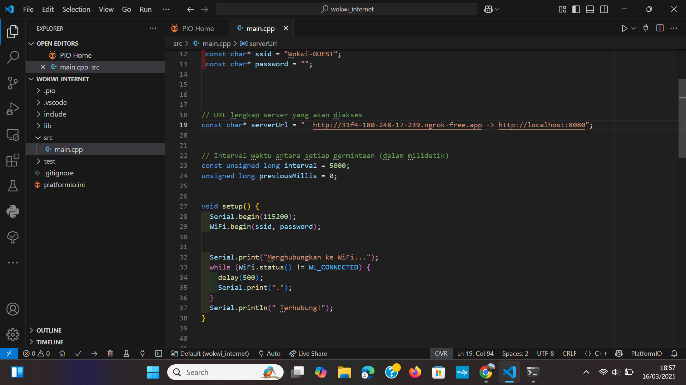 File Edit Selection View Go Run ...
wokwi_internet
EXPLORER
PIO Home
main.cpp
OPEN EDITORS
PIO Home
main.cpp src
WOKWI_INTERNET
.pio
.vscode
include
lib
src
main.cpp
test
.gitignore
platformio.ini
OUTLINE
TIMELINE
src > main.cpp > serverUrl
12 const char* ssid = "Wokwi-GUEST";
13 const char* password = "";
14
15
16
17
18 // URL lengkap server yang akan diakses
19 const char* serverUrl = "  http://31f4-180-248-17-239.ngrok-free.app -> http://localhost:8080";
20
21
22 // Interval waktu antara setiap permintaan (dalam milidetik)
23 const unsigned long interval = 5000;
24 unsigned long previousMillis = 0;
25
26
27 void setup() {
28 Serial.begin(115200);
29 WiFi.begin(ssid, password);
30
31
32 Serial.print("Menghubungkan ke WiFi...");
33 while (WiFi.status() != WL_CONNECTED) {
34 delay(500);
35 Serial.print(".");
36 }
37 Serial.println(" Terhubung!");
38 }
39
40
0 0 Default (wokwi_internet) Auto Live Share OVR Ln 19, Col 94 Spaces: 2 UTF-8 CRLF {} C++ PlatformIO
Search
18:57
16/03/2025